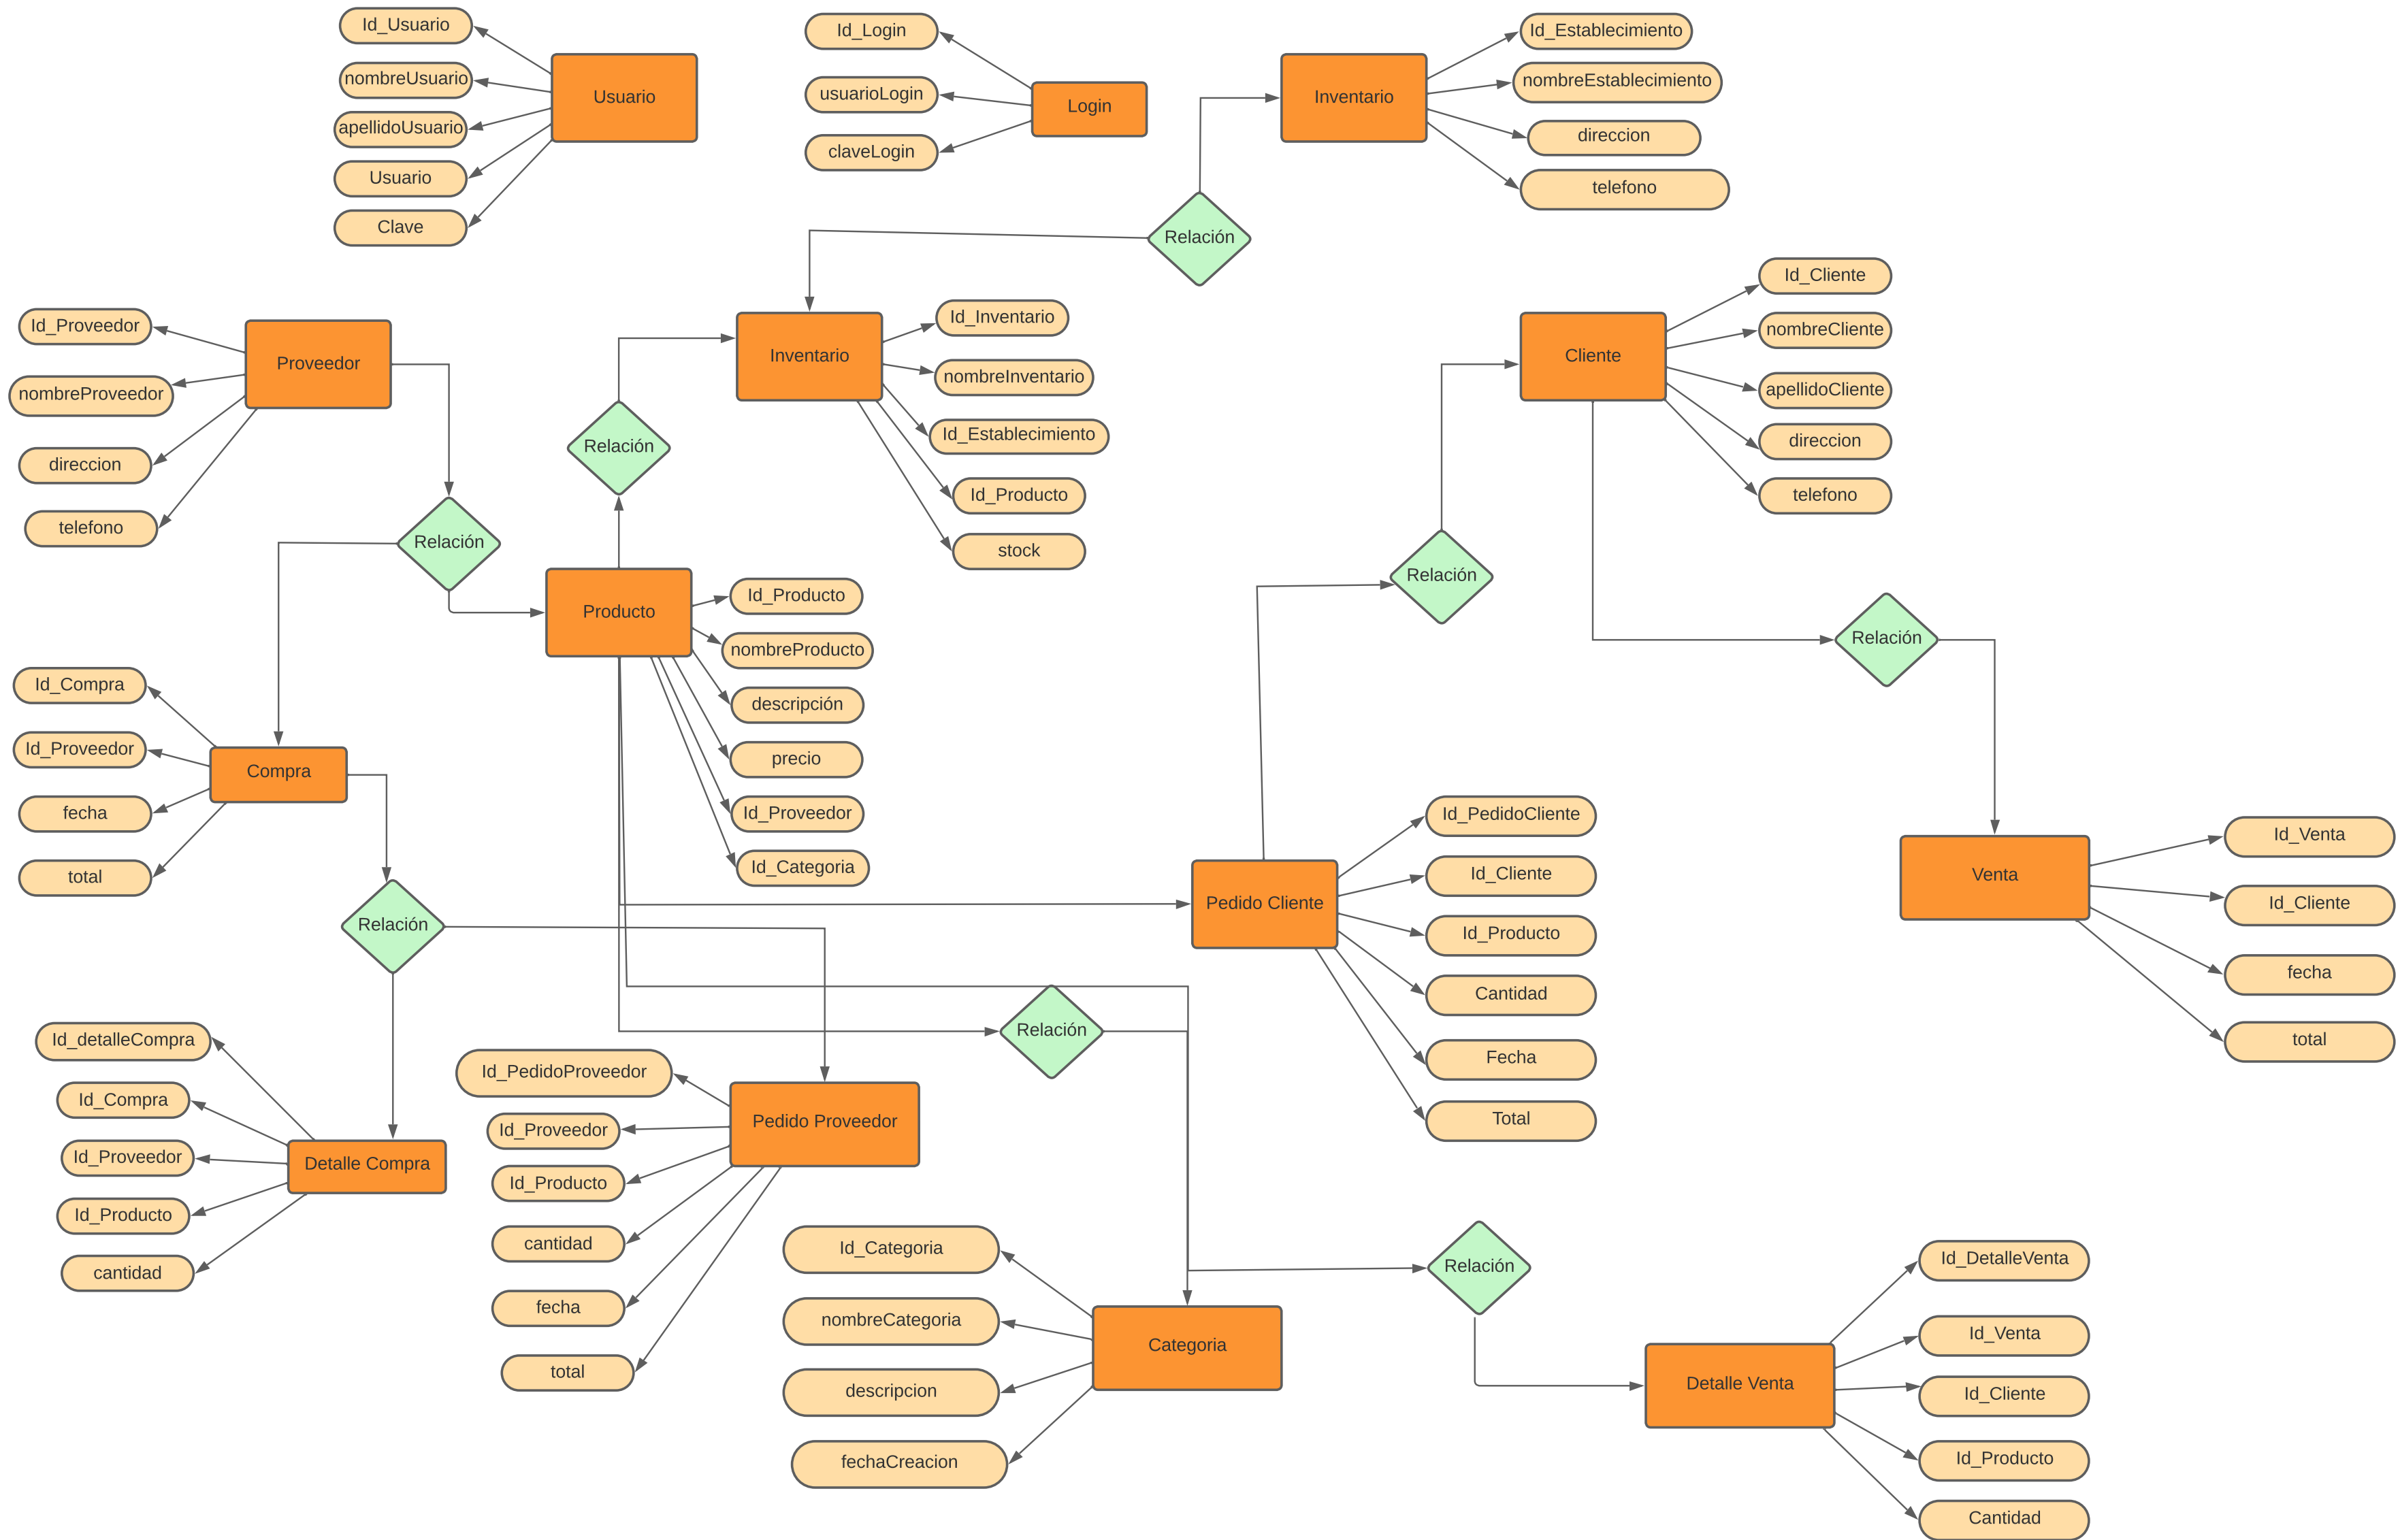 Id_Usuario
nombreUsuario
apellidoUsuario
Usuario
Clave
Usuario
Id_Login
usuarioLogin
claveLogin
Login
Inventario
Id_Establecimiento
nombreEstablecimiento
direccion
telefono
Relación
Id_Proveedor
nombreProveedor
direccion
telefono
Proveedor
Relación
Relación
Inventario
Id_Inventario
nombreInventario
Id_Establecimiento
Id_Producto
stock
Cliente
Id_Cliente
nombreCliente
apellidoCliente
direccion
telefono
Relación
Relación
Producto
Id_Producto
nombreProducto
descripción
precio
Id_Proveedor
Id_Categoria
Id_Compra
Id_Proveedor
fecha
total
Compra
Relación
Pedido Cliente
Id_PedidoCliente
Id_Cliente
Id_Producto
Cantidad
Fecha
Total
Venta
Id_Venta
Id_Cliente
fecha
total
Relación
Id_detalleCompra
Id_Compra
Id_Proveedor
Id_Producto
cantidad
Detalle Compra
Id_PedidoProveedor
Id_Proveedor
Id_Producto
cantidad
fecha
total
Pedido Proveedor
Id_Categoria
nombreCategoria
descripcion
fechaCreacion
Categoria
Relación
Detalle Venta
Id_DetalleVenta
Id_Venta
Id_Cliente
Id_Producto
Cantidad